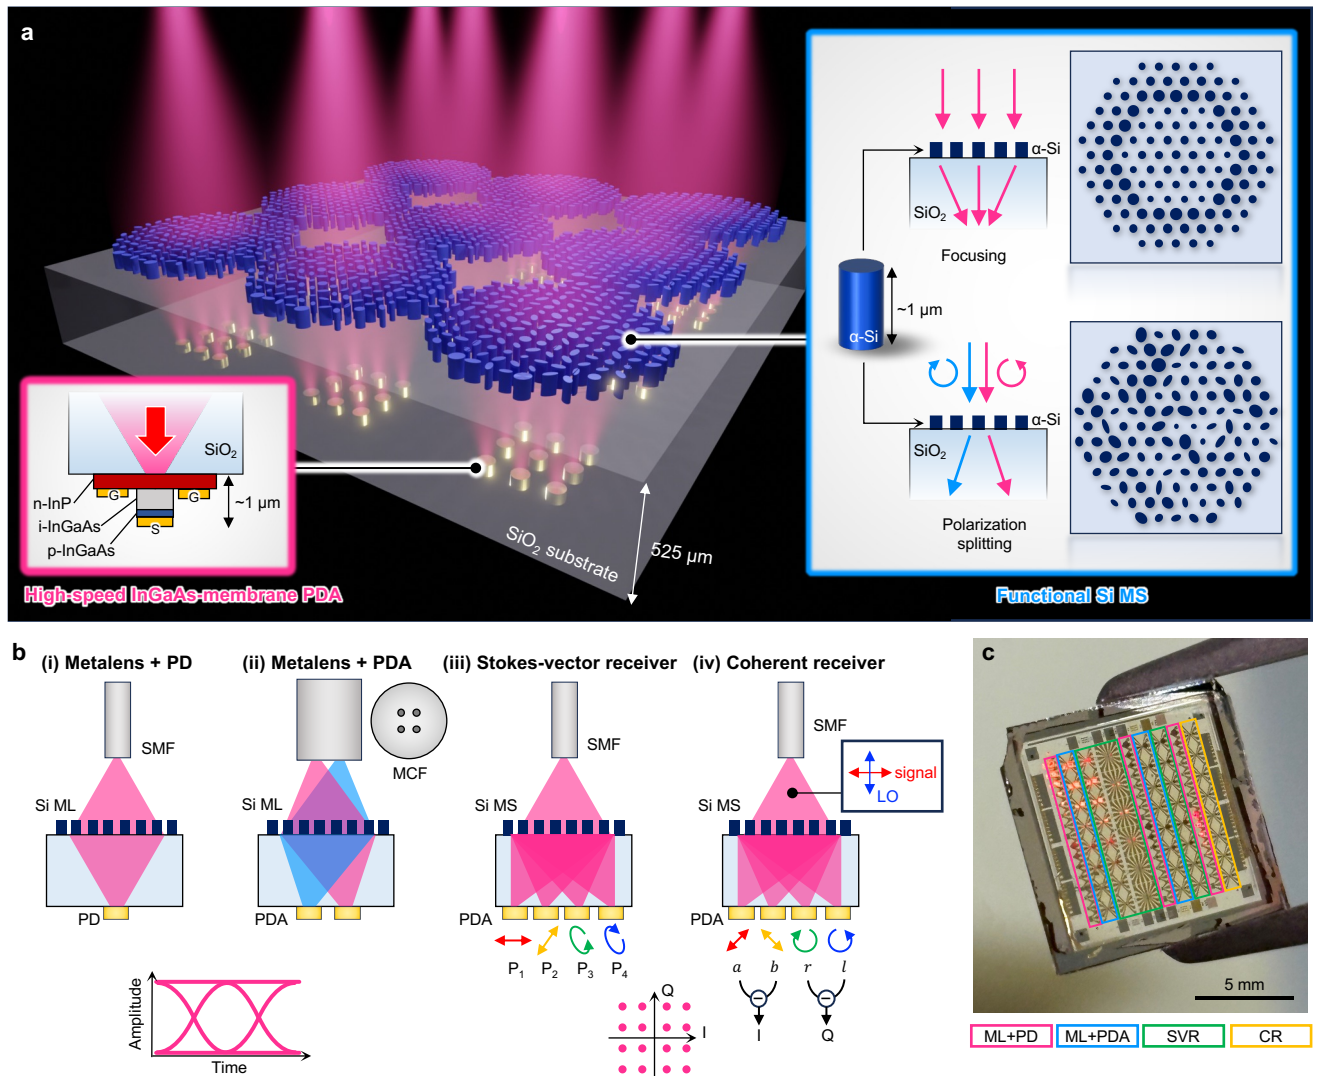 a
α-Si
SiO2
Focusing
~1 μm
α-Si
α-Si
SiO2
Polarization
splitting
Functional Si MS
SiO2
n-InP
G
G
~1 μm
i-InGaAs
S
p-InGaAs
High-speed InGaAs-membrane PDA
SiO2 substrate
525 μm
b
(i) Metalens + PD
SMF
Si ML
PD
(ii) Metalens + PDA
MCF
Si ML
PDA
(iii) Stokes-vector receiver
SMF
Si MS
PDA
P1
P2
P3
P4
(iv) Coherent receiver
SMF
signal
LO
Si MS
PDA
a
b
r
l
−
−
I
Q
Amplitude
Time
Q
I
c
5 mm
ML+PD
ML+PDA
SVR
CR